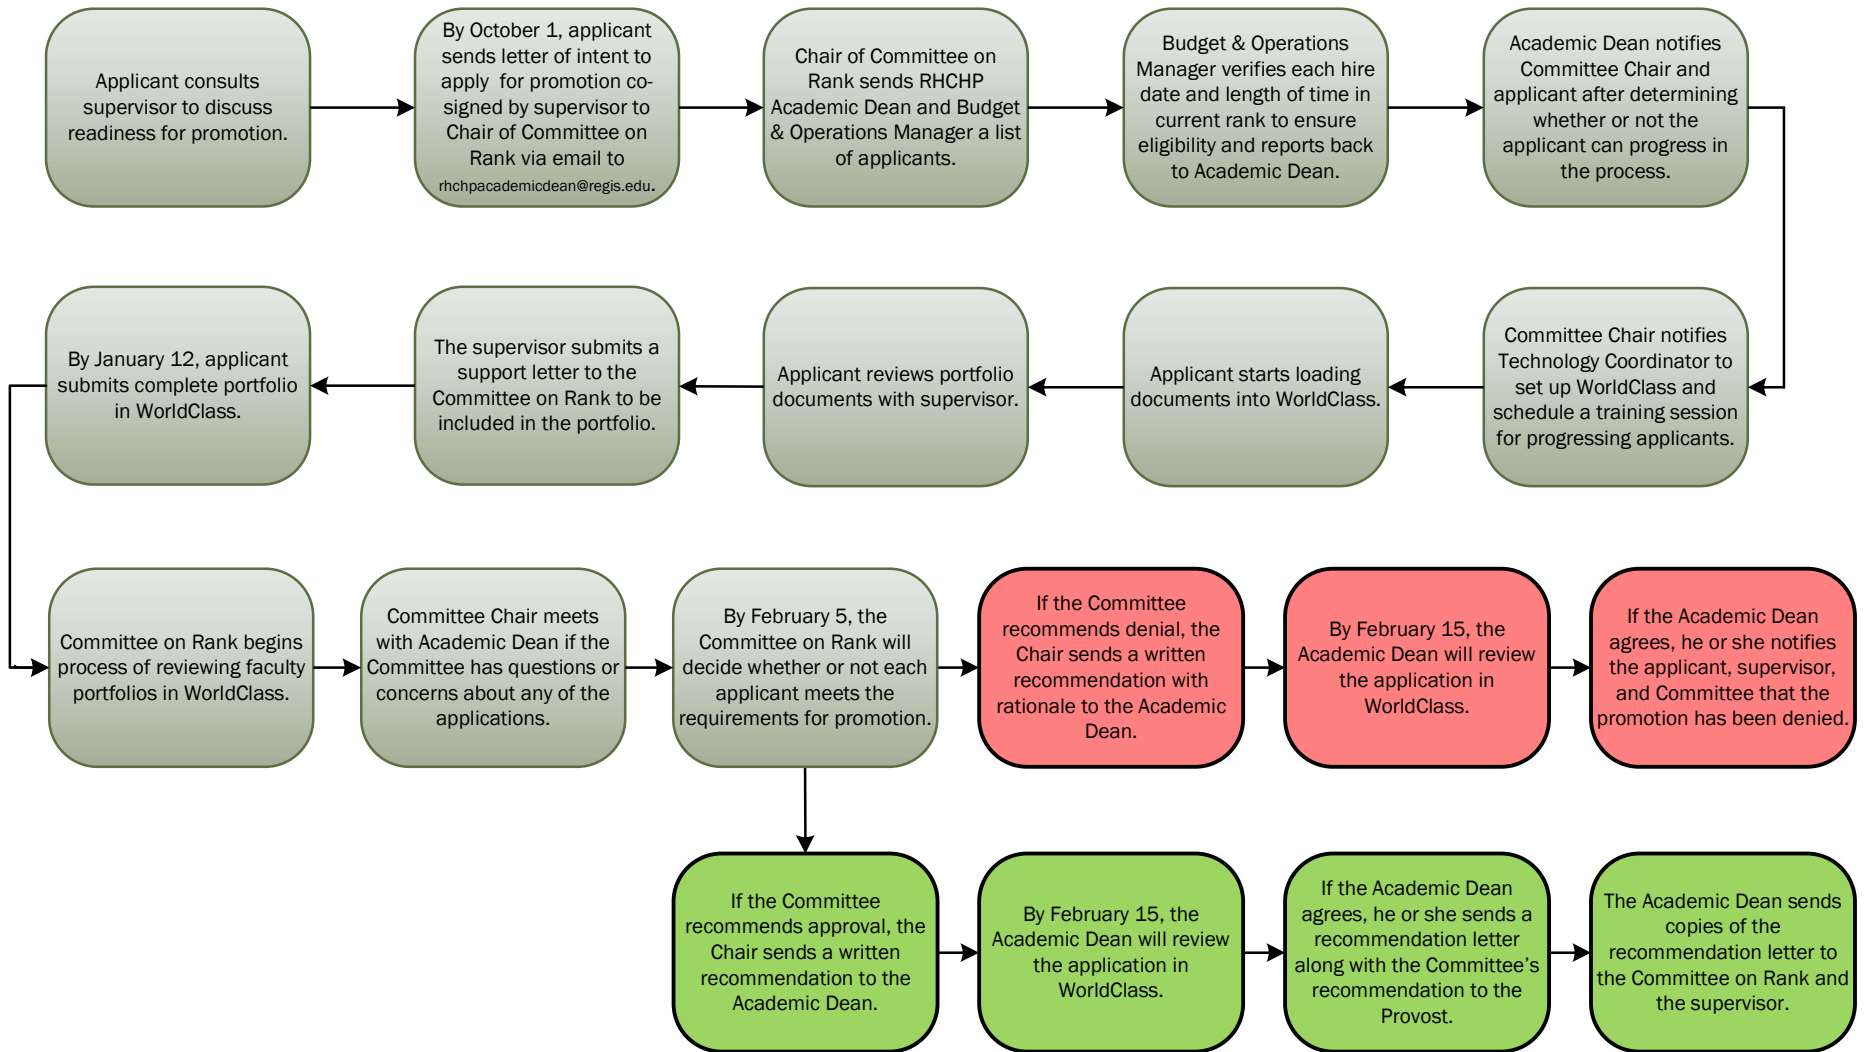 Applicant consults
supervisor to discuss
readiness for promotion.
By October 1, applicant
sends letter of intent to
apply for promotion co-
signed by supervisor to
Chair of Committee on
Rank via email to
rhchpacademicdean@regis.edu.
Chair of Committee on
Rank sends RHCHP
Academic Dean and Budget
& Operations Manager a list
of applicants.
Budget & Operations
Manager verifies each hire
date and length of time in
current rank to ensure
eligibility and reports back
to Academic Dean.
Academic Dean notifies
Committee Chair and
applicant after determining
whether or not the
applicant can progress in
the process.
Committee Chair notifies
Technology Coordinator to
set up WorldClass and
schedule a training session
for progressing applicants.
Applicant starts loading
documents into WorldClass.
Applicant reviews portfolio
documents with supervisor.
The supervisor submits a
support letter to the
Committee on Rank to be
included in the portfolio.
By January 12, applicant
submits complete portfolio
in WorldClass.
Committee on Rank begins
process of reviewing faculty
portfolios in WorldClass.
Committee Chair meets
with Academic Dean if the
Committee has questions or
concerns about any of the
applications.
By February 5, the
Committee on Rank will
decide whether or not each
applicant meets the
requirements for promotion.
If the Committee
recommends denial, the
Chair sends a written
recommendation with
rationale to the Academic
Dean.
By February 15, the
Academic Dean will review
the application in
WorldClass.
If the Academic Dean
agrees, he or she notifies
the applicant, supervisor,
and Committee that the
promotion has been denied.
If the Committee
recommends approval, the
Chair sends a written
recommendation to the
Academic Dean.
By February 15, the
Academic Dean will review
the application in
WorldClass.
If the Academic Dean
agrees, he or she sends a
recommendation letter
along with the Committee's
recommendation to the
Provost.
The Academic Dean sends
copies of the
recommendation letter to
the Committee on Rank and
the supervisor.